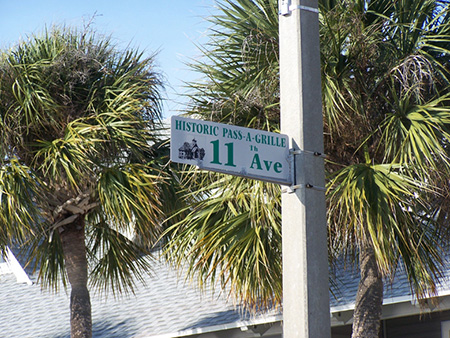 HISTORIC PASS-A-GRILLE
11 Th Ave